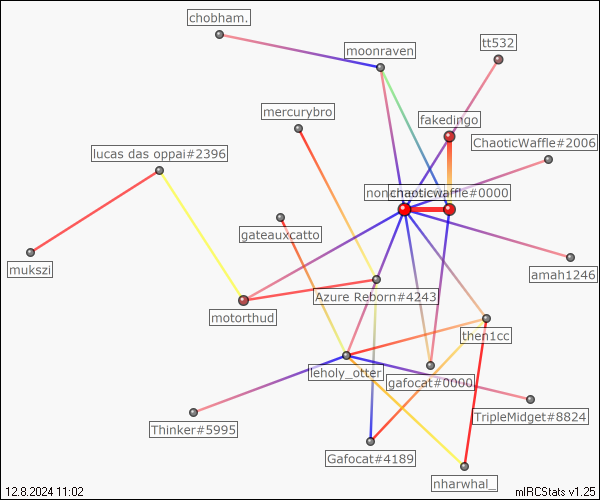 chobham.
moonraven
tt532
mercurybro
fakedingo
ChaoticWaffle#2006
lucas das oppai#2396
chaoticwaffle#0000
gateauxcatto
mukszi
amah1246
Azure Reborn#4243
motorthud
then1cc
leholy_otter
gafocat#0000
TripleMidget#8824
Thinker#5995
Gafocat#4189
nharwhal_
12.8.2024 11:02
mIRCStats v1.25